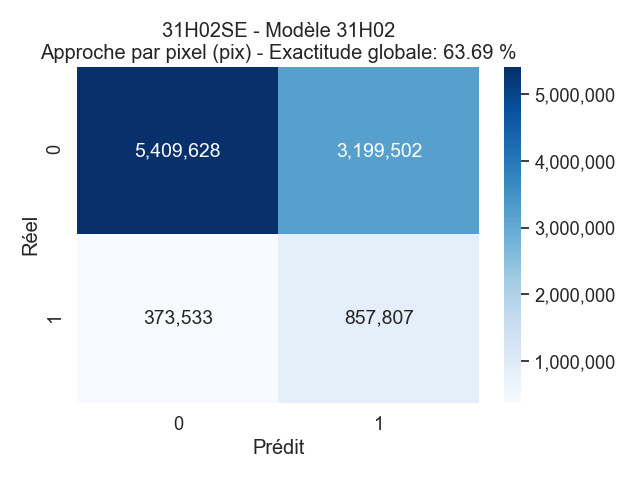 31H02SE - Modèle 31H02
Approche par pixel (pix) - Exactitude globale: 63.69 %
Réel
0
5,409,628 3,199,502
1
373,533 857,807
0 1
Prédit
5,000,000
4,000,000
3,000,000
2,000,000
1,000,000